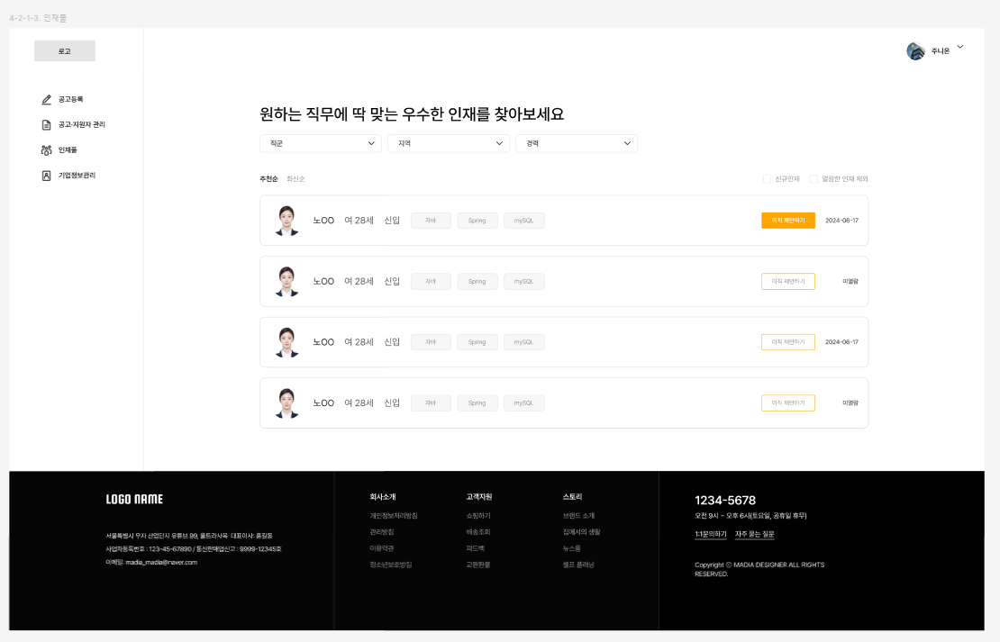 4-2-1-3. 인재풀
로고
주니온
공고등록
공고·지원자 관리
인재풀
기업정보관리
원하는 직무에 딱 맞는 우수한 인재를 찾아보세요
직군
지역
경력
추천순 최신순
신규인재 열람한 인재 제외
노OO 여 28세 신입 자바 Spring mySQL 이직 제안하기 2024-06-17
노OO 여 28세 신입 자바 Spring mySQL 이직 제안하기 미열람
노OO 여 28세 신입 자바 Spring mySQL 이직 제안하기 2024-06-17
노OO 여 28세 신입 자바 Spring mySQL 이직 제안하기 미열람
LOGO NAME
서울특별시 우자 산업단지 유튜브 99, 울트라사옥 대표이사: 홍길동
사업자등록번호 : 123-45-67890 / 통신판매업신고 : 9999-12345호
이메일: madia_madia@naver.com
회사소개
개인정보처리방침
관리방침
이용약관
청소년보호방침
고객지원
쇼핑하기
배송조회
피드백
교환환불
스토리
브랜드 소개
집에서의 생활
뉴스룸
셀프 플래닝
1234-5678
오전 9시 ~ 오후 6시(토요일, 공휴일 휴무)
1:1문의하기 자주 묻는 질문
Copyright ⓒ MADIA DESIGNER ALL RIGHTS
RESERVED.